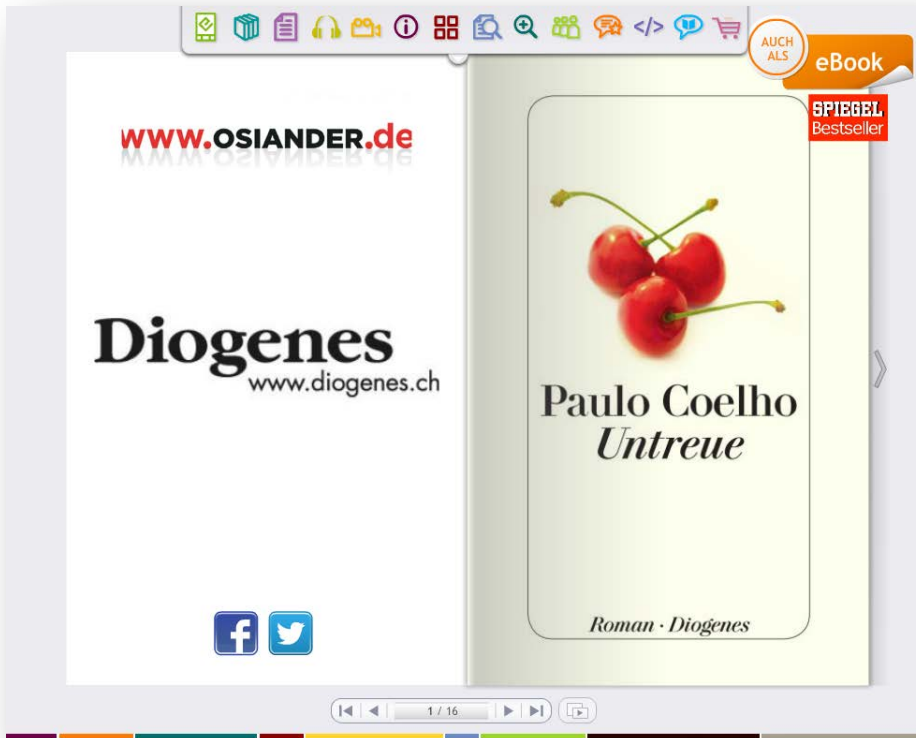 AUCH
ALS
eBook
SPIEGEL
Bestseller
www.OSIANDER.de
Diogenes
www.diogenes.ch
Paulo Coelho
Untreue
Roman · Diogenes
1 / 16